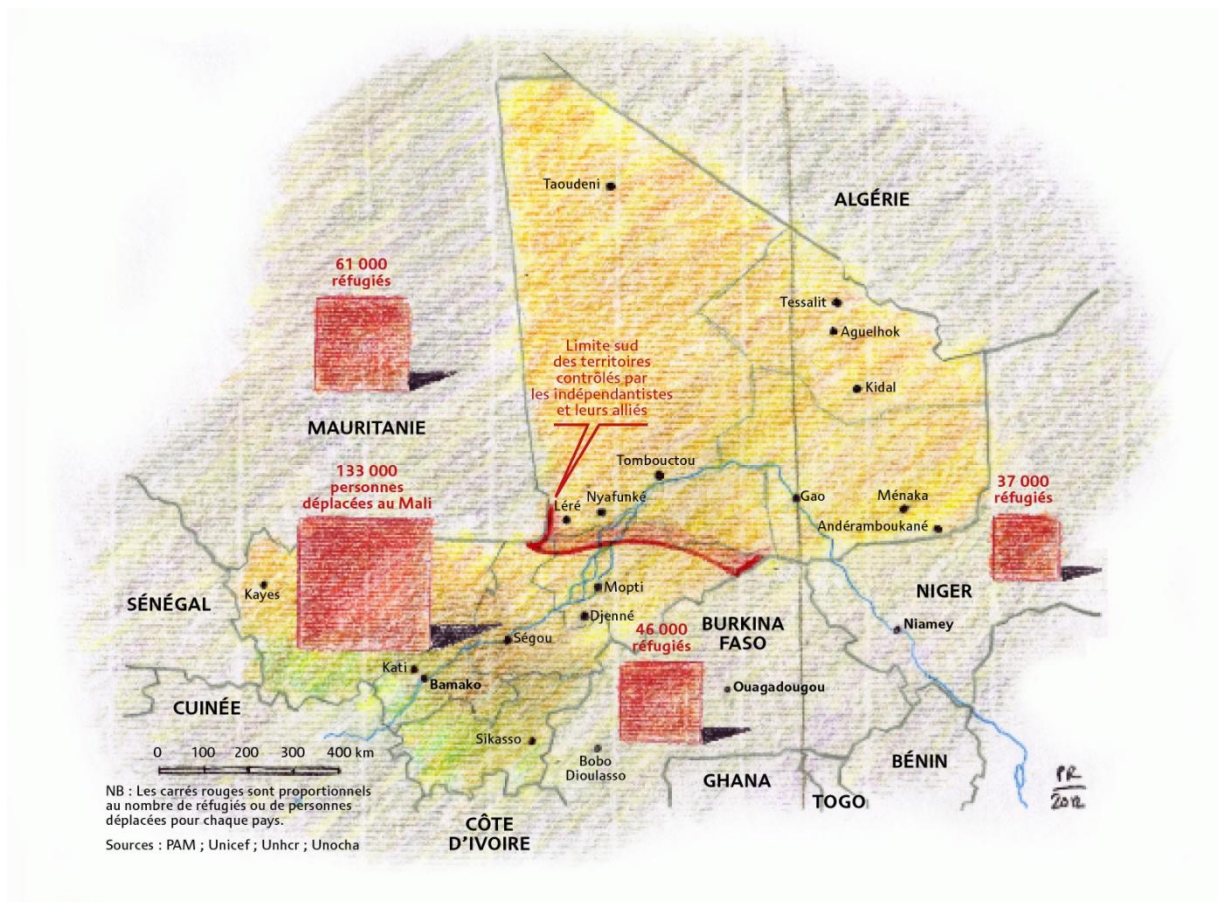 Taoudeni
ALGÉRIE
61 000
réfugiés
Tessalit
Aguelhok
Limite sud
des territoires
contrôlés par
les indépendantistes
et leurs alliés
Kidal
MAURITANIE
Tombouctou
133 000
personnes
déplacées au Mali
37 000
réfugiés
Nyafunké
Léré
Gao
Ménaka
Andéramboukané
Kayes
Mopti
NIGER
SÉNÉGAL
Djenné
BURKINA
FASO
Niamey
46 000
réfugiés
Ségou
Kati
Bamako
Ouagadougou
CUINÉE
Sikasso
0 100 200 300 400 km
Bobo
Dioulasso
BÉNIN
GHANA
TOGO
PR
2012
NB : Les carrés rouges sont proportionnels
au nombre de réfugiés ou de personnes
déplacées pour chaque pays.
CÔTE
D'IVOIRE
Sources : PAM ; Unicef ; Unhcr ; Unocha